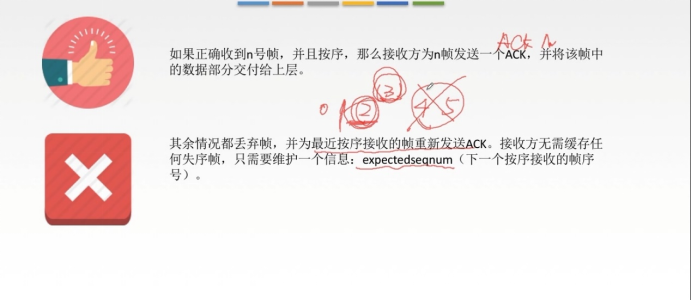 ACK n
如果正确收到n号帧，并且按序，那么接收方为n帧发送一个ACK，并将该帧中
的数据部分交付给上层。
0 1 2 3 4 5
其余情况都丢弃帧，并为最近按序接收的帧重新发送ACK。接收方无需缓存任
何失序帧，只需要维护一个信息：expectedseqnum（下一个按序接收的帧序
号）。